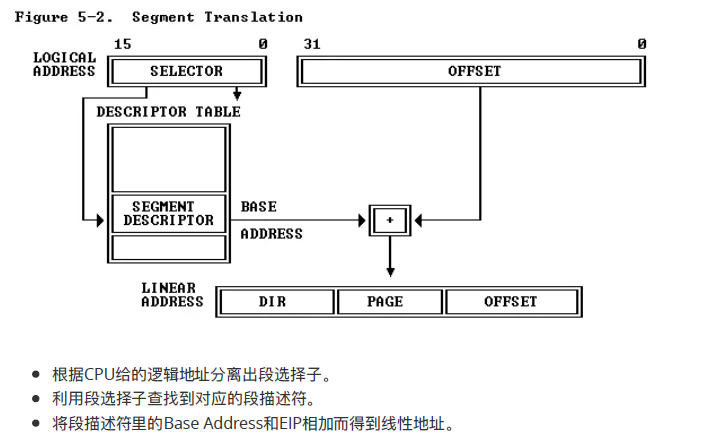 Figure 5-2. Segment Translation
15 0 31 0
LOGICAL
ADDRESS
SELECTOR
OFFSET
DESCRIPTOR TABLE
SEGMENT
DESCRIPTOR
BASE
ADDRESS
+
LINEAR
ADDRESS
DIR PAGE OFFSET
根据CPU给的逻辑地址分离出段选择子。
利用段选择子查找到对应的段描述符。
将段描述符里的Base Address和EIP相加而得到线性地址。